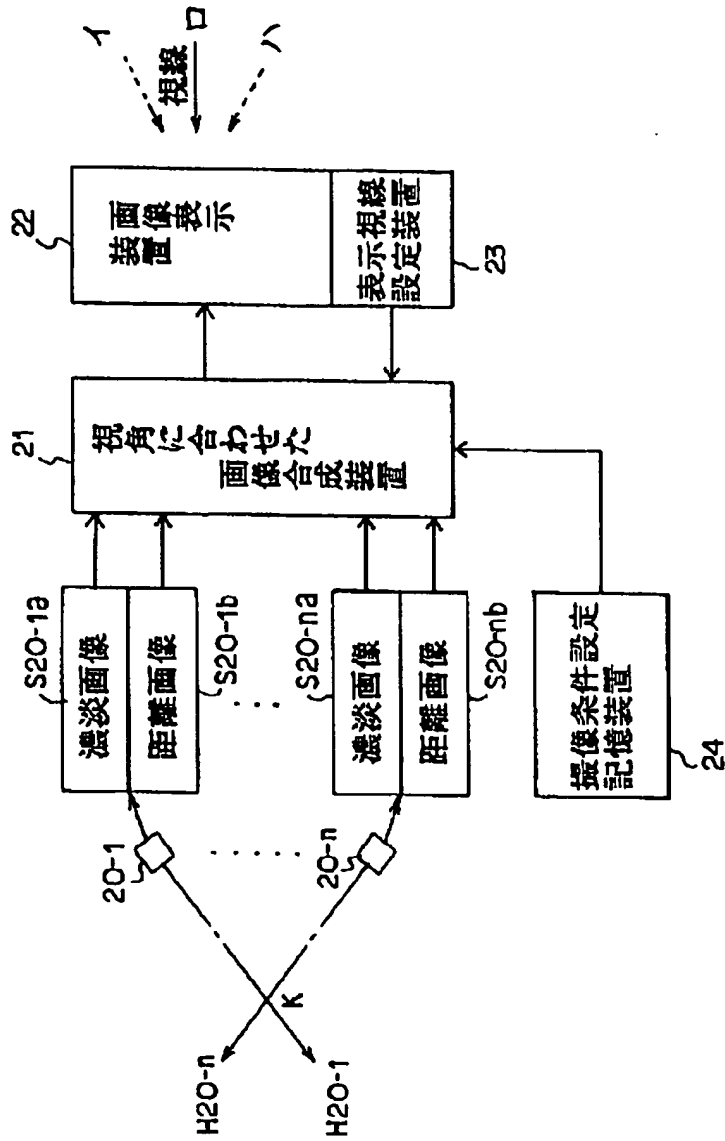 イ
視線
ロ
ハ
22
画像表示
装置
表示視線
設定装置
23
21
視角に合わせた
画像合成装置
S20-1a
濃淡画像
距離画像
S20-1b
S20-na
濃淡画像
距離画像
S20-nb
撮像条件設定
記憶装置
24
20-1
20-n
K
H20-n
H20-1